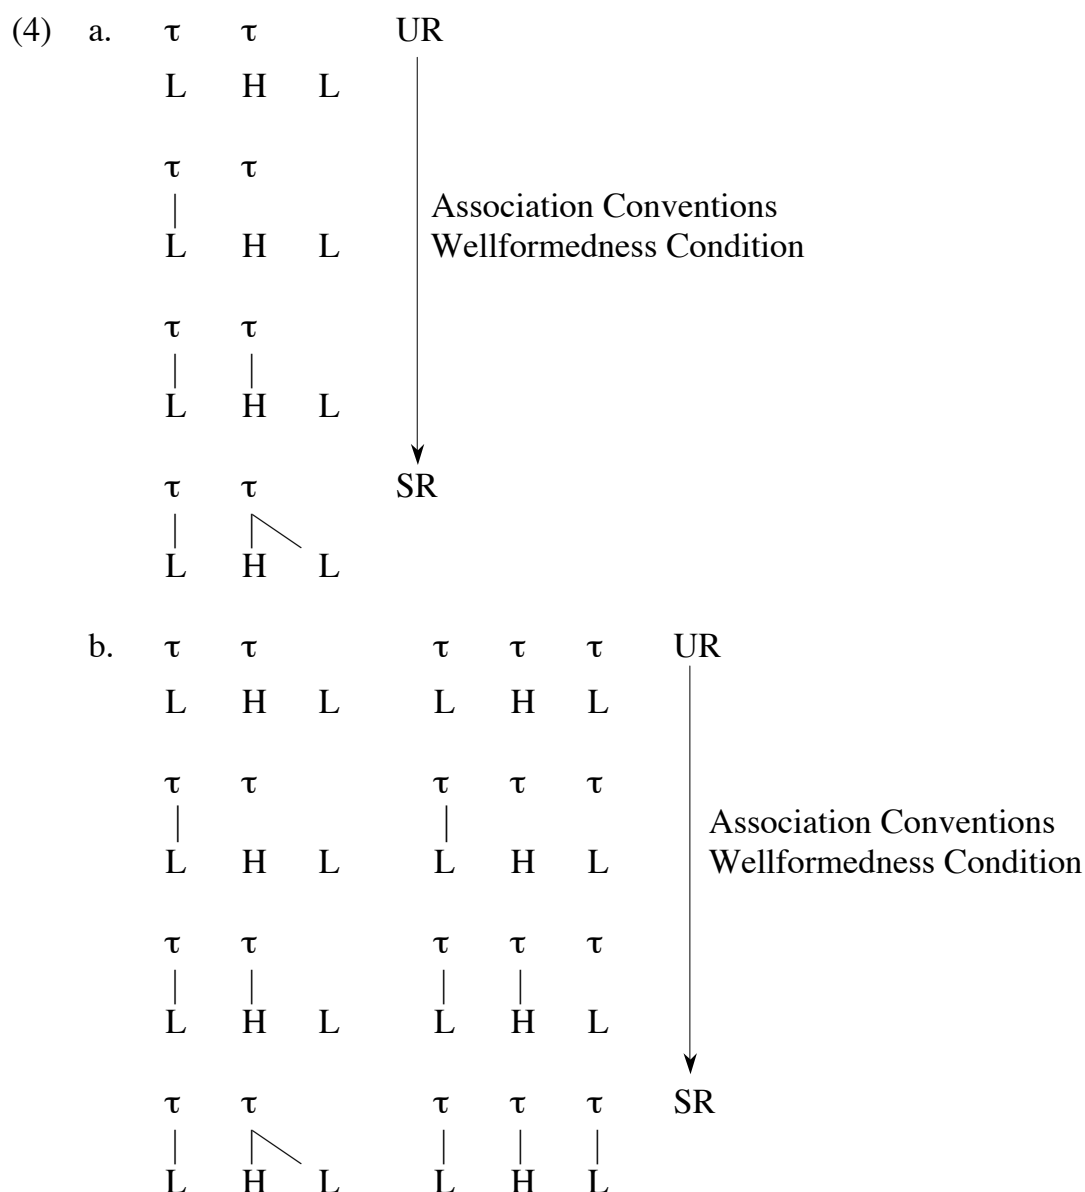 (4) a. τ τ UR
L H L
τ τ
Association Conventions
L H L Wellformedness Condition
τ τ
L H L
τ τ SR
L H L
b. τ τ τ τ τ UR
L H L L H L
τ τ τ τ τ
Association Conventions
L H L L H L Wellformedness Condition
τ τ τ τ τ
L H L L H L
τ τ τ τ τ SR
L H L L H L